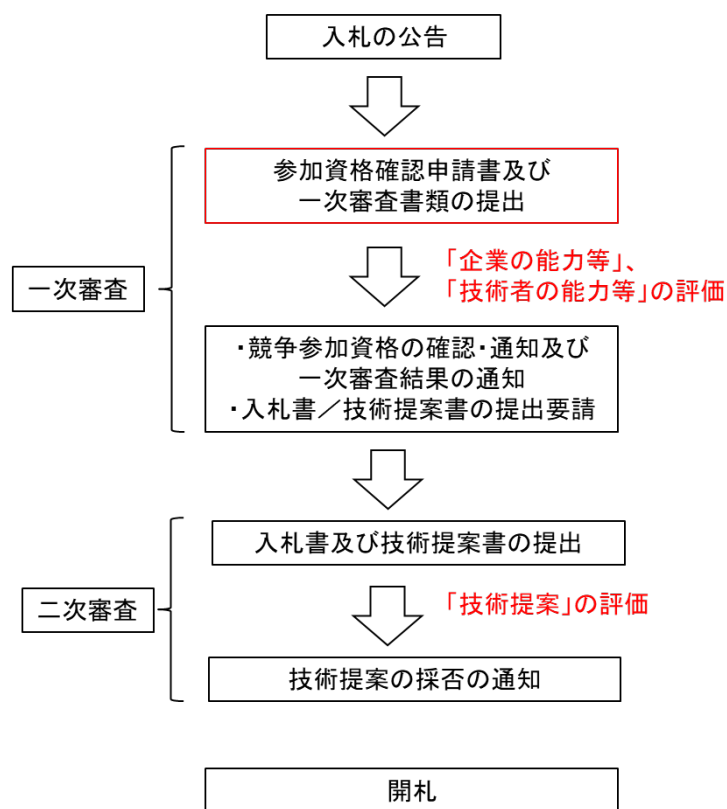 入札の公告
参加資格確認申請書及び
一次審査書類の提出
「企業の能力等」、
「技術者の能力等」の評価
一次審査
・競争参加資格の確認・通知及び
一次審査結果の通知
・入札書／技術提案書の提出要請
入札書及び技術提案書の提出
二次審査
「技術提案」の評価
技術提案の採否の通知
開札